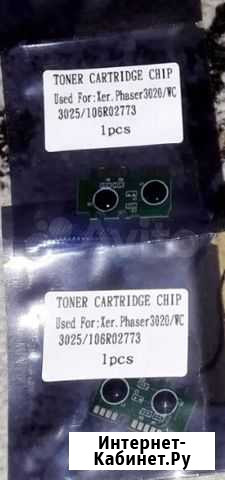 TONER CARTRIDGE CHIP
Used For:Xer.Phaser3020/WC
3025/106R02773
1pcs
Avito
TONER CARTRIDGE CHIP
Used For:Xer.Phaser3020/WC
3025/106R02773
1pcs
Интернет-
Кабинет.Ру